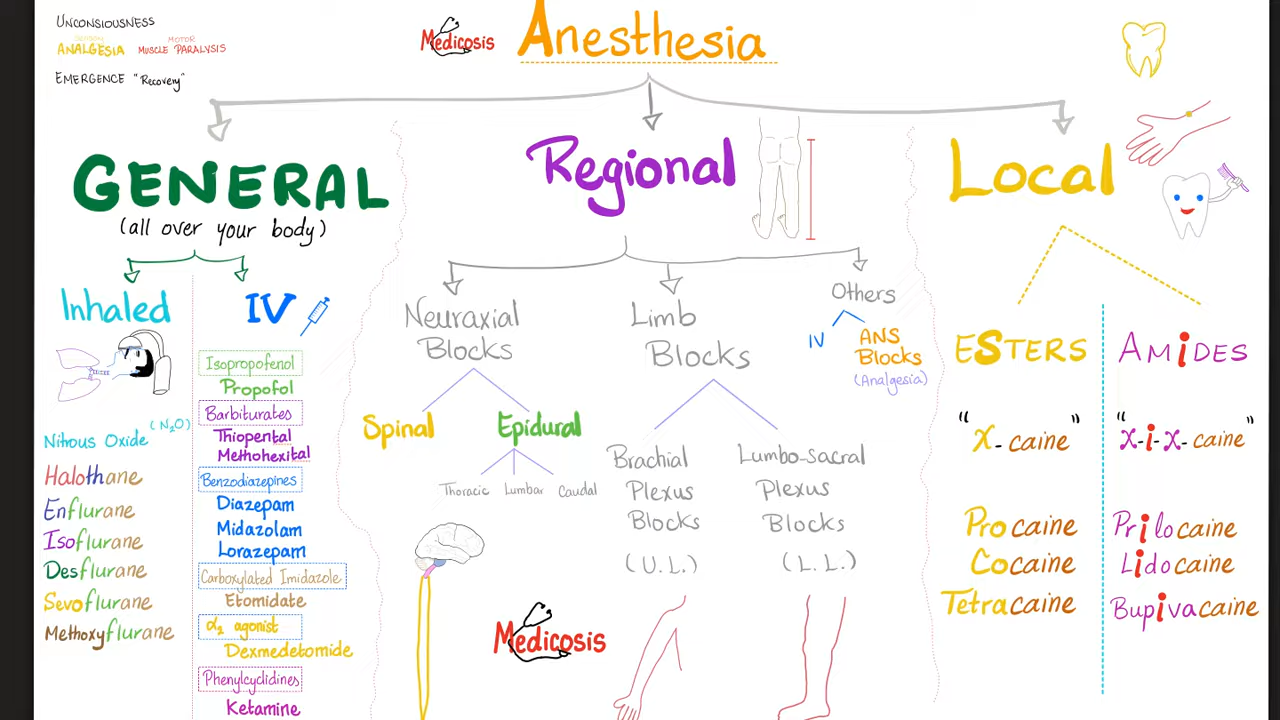 UNCONSIOUSNESS
SENSORY
MOTOR
ANALGESIA
MUSCLE PARALYSIS
EMERGENCE "Recovery"
Medicosis
Anesthesia
GENERAL
(all over your body)
Inhaled
IV
Nitrous Oxide (N2O)
Halothane
Enflurane
Isoflurane
Desflurane
Sevoflurane
Methoxyflurane
Isopropofenol
Propofol
Barbiturates
Thiopental
Methohexital
Benzodiazepines
Diazepam
Midazolam
Lorazepam
Carboxylated Imidazole
Etomidate
α2 agonist
Dexmedetomide
Phenylcyclidines
Ketamine
Regional
Neuraxial
Blocks
Spinal
Epidural
Thoracic
Lumbar
Caudal
Limb
Blocks
Brachial
Plexus
Blocks
(U.L.)
Lumbo-sacral
Plexus
Blocks
(L.L.)
Others
IV
ANS
Blocks
(Analgesia)
Medicosis
Local
ESTERS
"X-caine"
Procaine
Cocaine
Tetracaine
AMiDES
"X-i-X-caine"
Prilocaine
Lidocaine
Bupivacaine